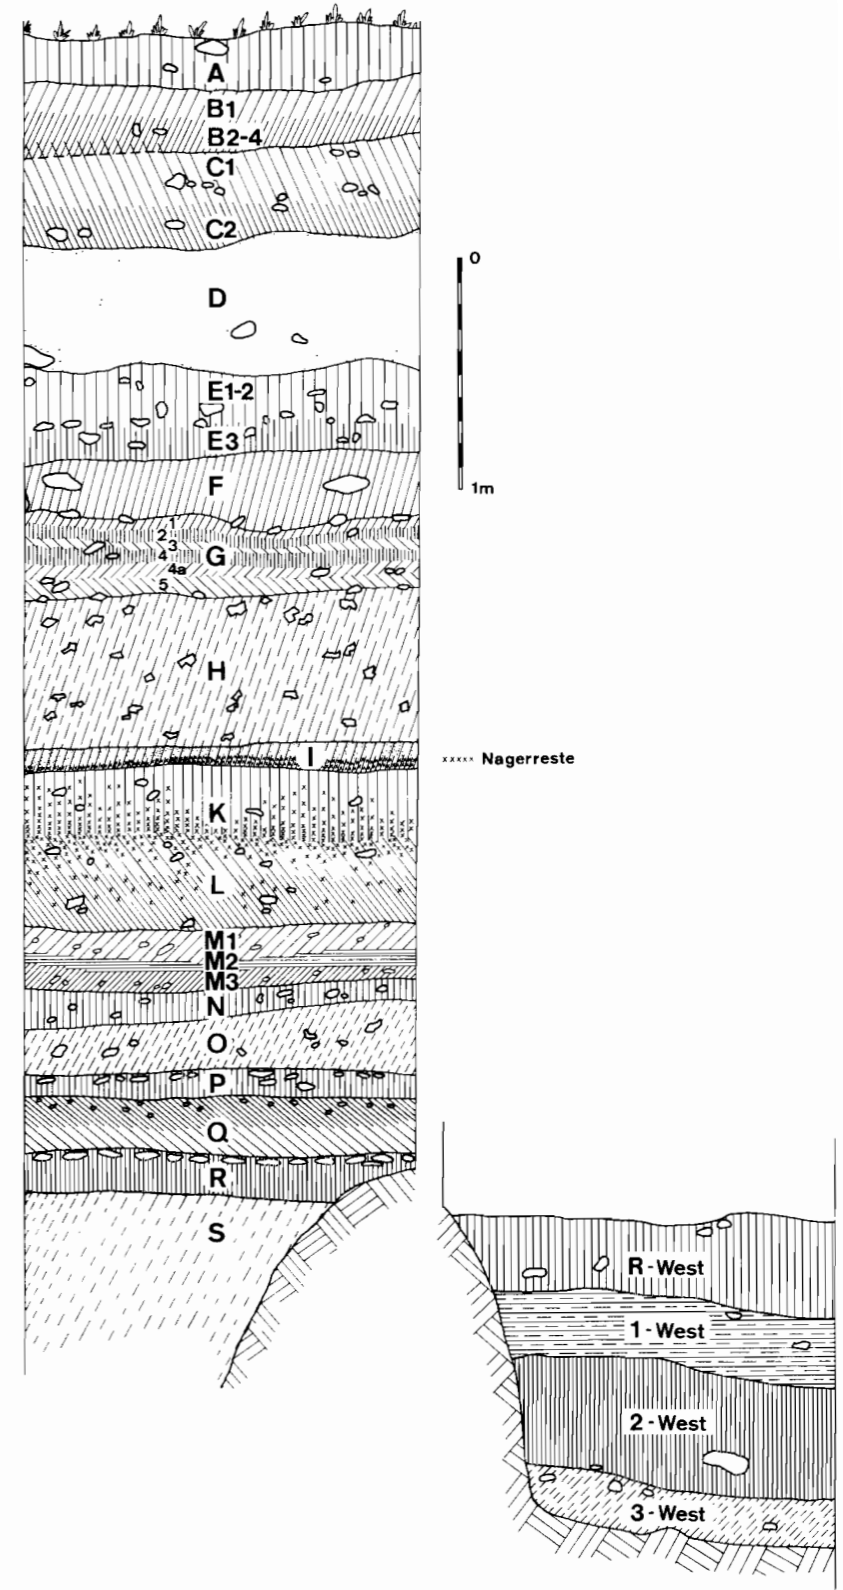 A
B1
B2-4
C1
C2
D
E1-2
E3
F
1
2
3
4
4a
5
G
H
I
K
L
M1
M2
M3
N
O
P
Q
R
S
0
1m
xxxxx Nagerreste
R-West
1-West
2-West
3-West